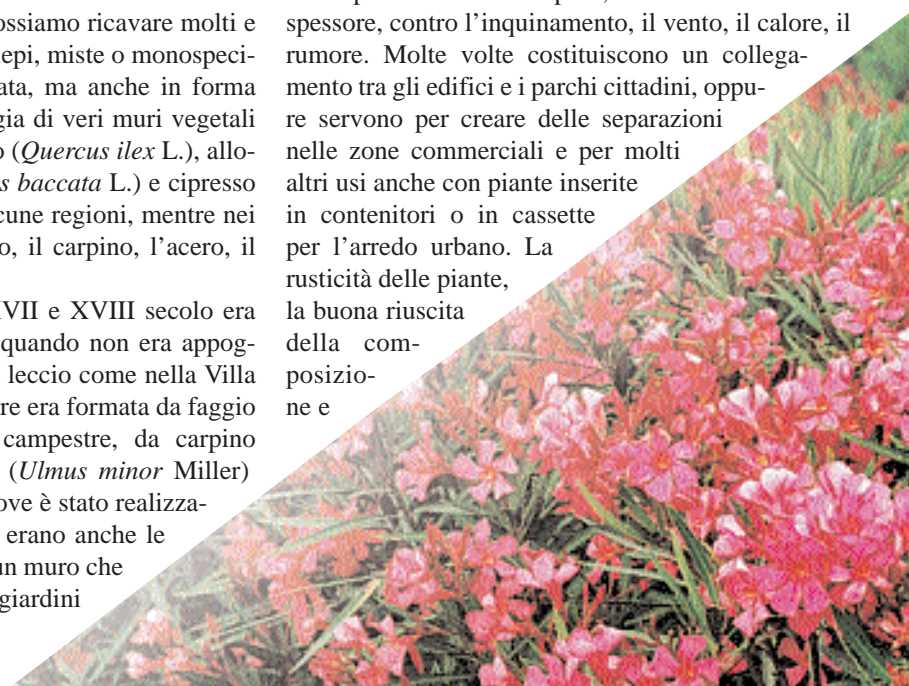 ossiamo ricavare molti e
epi, miste o monospeci-
ata, ma anche in forma
gia di veri muri vegetali
o (Quercus ilex L.), allo-
s baccata L.) e cipresso
cune regioni, mentre nei
o, il carpino, l'acero, il
VII e XVIII secolo era
quando non era appog-
leccio come nella Villa
re era formata da faggio
campestre, da carpino
(Ulmus minor Miller)
ove è stato realizza-
erano anche le
un muro che
giardini
spessore, contro l'inquinamento, il vento, il calore, il
rumore. Molte volte costituiscono un collega-
mento tra gli edifici e i parchi cittadini, oppu-
re servono per creare delle separazioni
nelle zone commerciali e per molti
altri usi anche con piante inserite
in contenitori o in cassette
per l'arredo urbano. La
rusticità delle piante,
la buona riuscita
della com-
posizio-
ne e